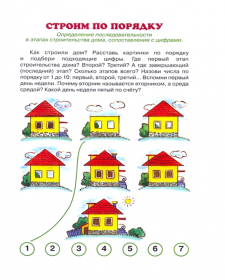 СТРОИМ ПО ПОРЯДКУ
Определение последовательности
в этапах строительства дома, сопоставление с цифрами.
Как строили дом? Расставь картинки по порядку
и подбери подходящие цифры. Где первый этап
строительства дома? Второй? Третий? А где завершающий
(последний) этап? Сколько этапов всего? Назови числа по
порядку от 1 до 10: первый, второй, третий... Вспомни первый
день недели. Почему вторник называется вторником, а среда
средой? Какой день недели пятый по счёту?
1 2 3 4 5 6 7